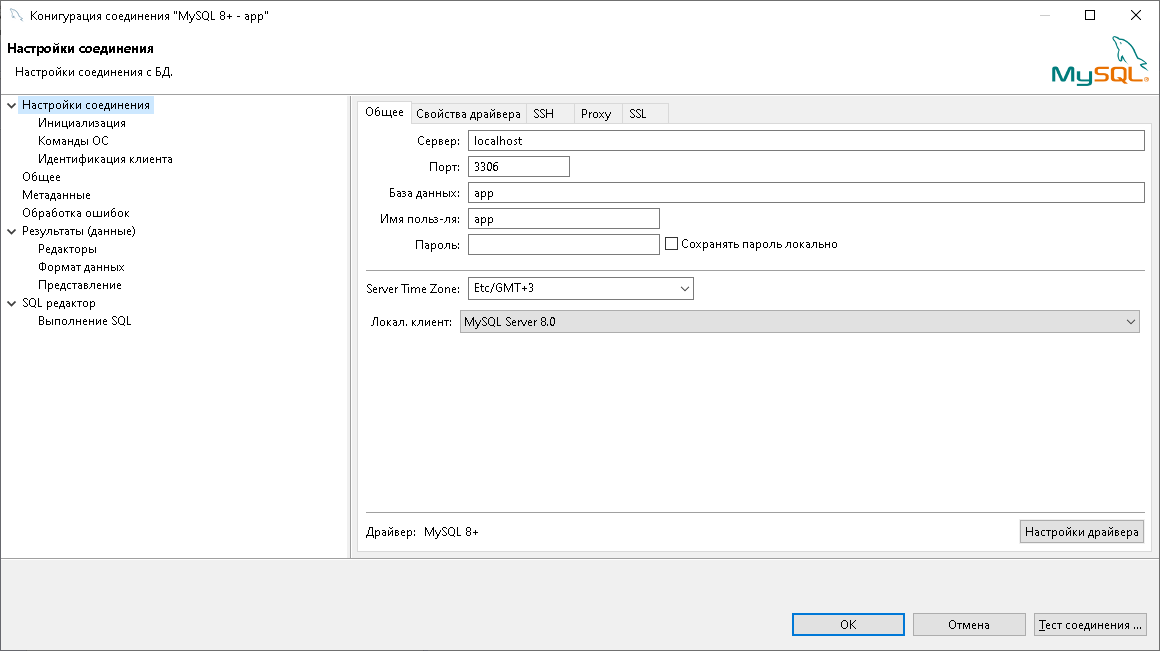 Конигурация соединения "MySQL 8+ - app"
Настройки соединения
Настройки соединения с БД.
MySQL®
Настройки соединения
Инициализация
Команды ОС
Идентификация клиента
Общее
Метаданные
Обработка ошибок
Результаты (данные)
Редакторы
Формат данных
Представление
SQL редактор
Выполнение SQL
Общее Свойства драйвера SSH Proxy SSL
Сервер: localhost
Порт: 3306
База данных: app
Имя польз-ля: app
Пароль: Сохранять пароль локально
Server Time Zone: Etc/GMT+3
Локал. клиент: MySQL Server 8.0
Драйвер: MySQL 8+ Настройки драйвера
OK Отмена Тест соединения ...